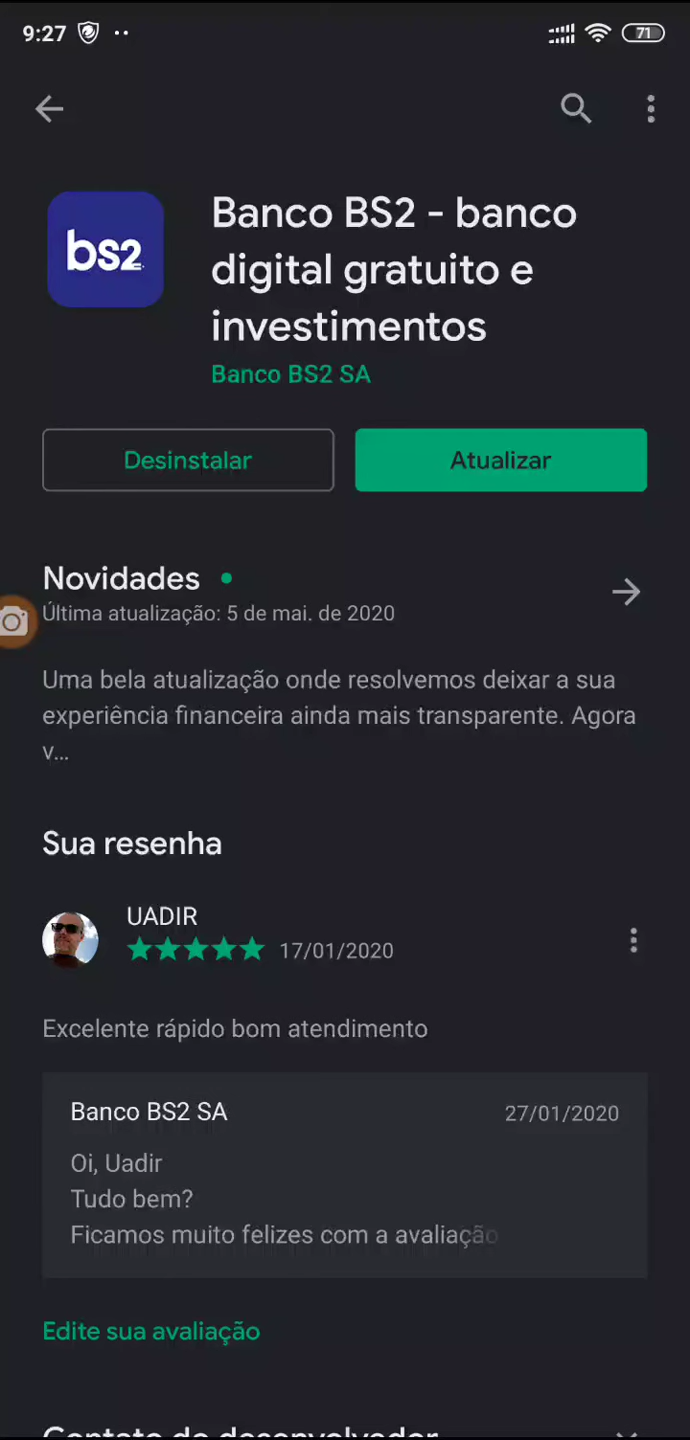 9:27
71
bs2
Banco BS2 - banco
digital gratuito e
investimentos
Banco BS2 SA
Desinstalar
Atualizar
Novidades
Última atualização: 5 de mai. de 2020
Uma bela atualização onde resolvemos deixar a sua
experiência financeira ainda mais transparente. Agora
v...
Sua resenha
UADIR
17/01/2020
Excelente rápido bom atendimento
Banco BS2 SA
27/01/2020
Oi, Uadir
Tudo bem?
Ficamos muito felizes com a avaliação
Edite sua avaliação
Contato do desenvolvedor